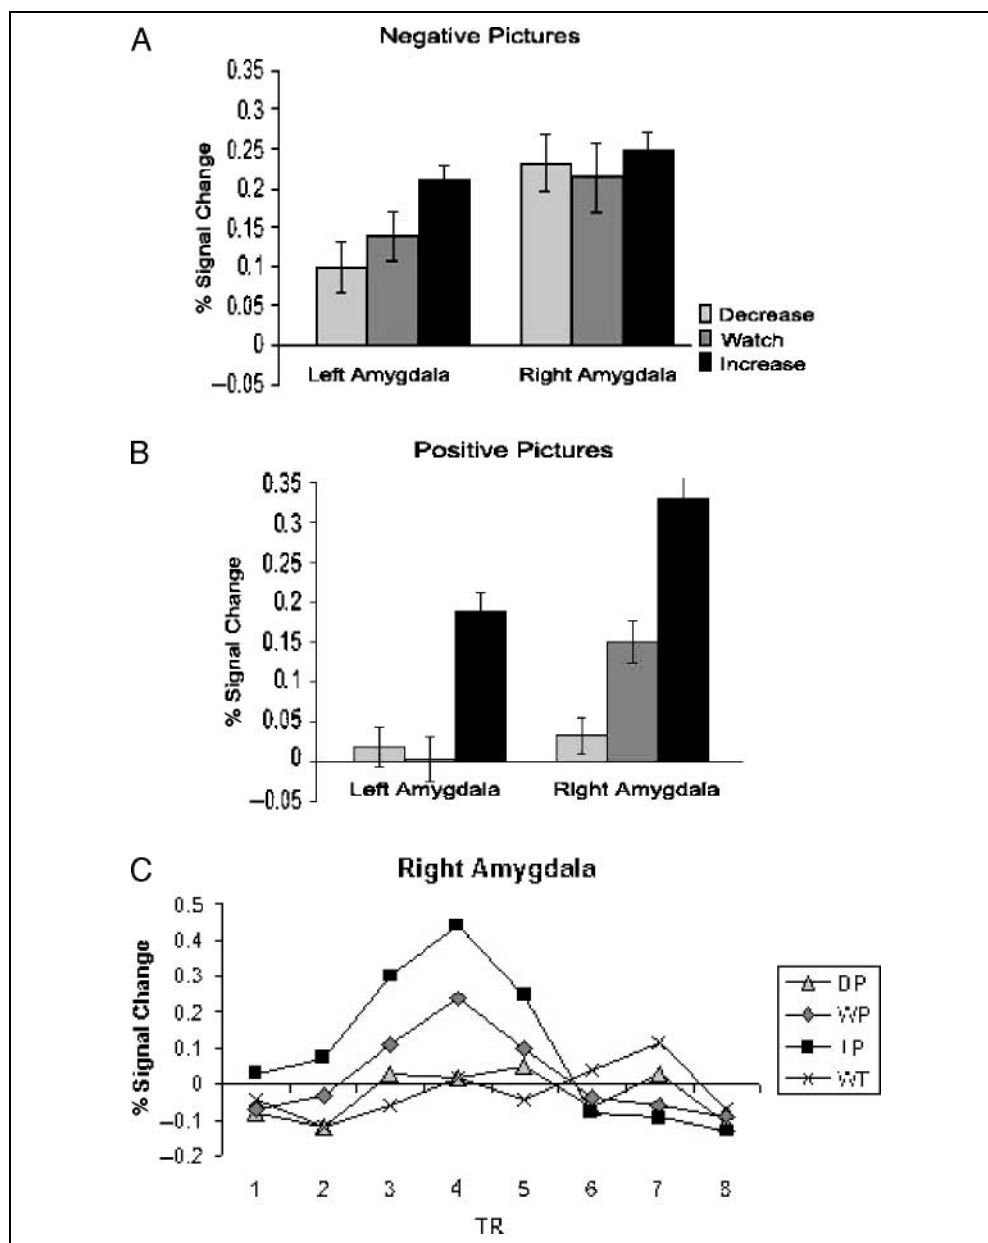 A
Negative Pictures
0.35
0.3
0.25
0.2
0.15
0.1
0.05
0
–0.05
% Signal Change
Left Amygdala
Right Amygdala
Decrease
Watch
Increase
B
Positive Pictures
0.35
0.3
0.25
0.2
0.15
0.1
0.05
0
–0.05
% Signal Change
Left Amygdala
Right Amygdala
C
Right Amygdala
0.5
0.4
0.3
0.2
0.1
0
–0.1
–0.2
% Signal Change
1 2 3 4 5 6 7 8
TR
DP
WP
IP
WT